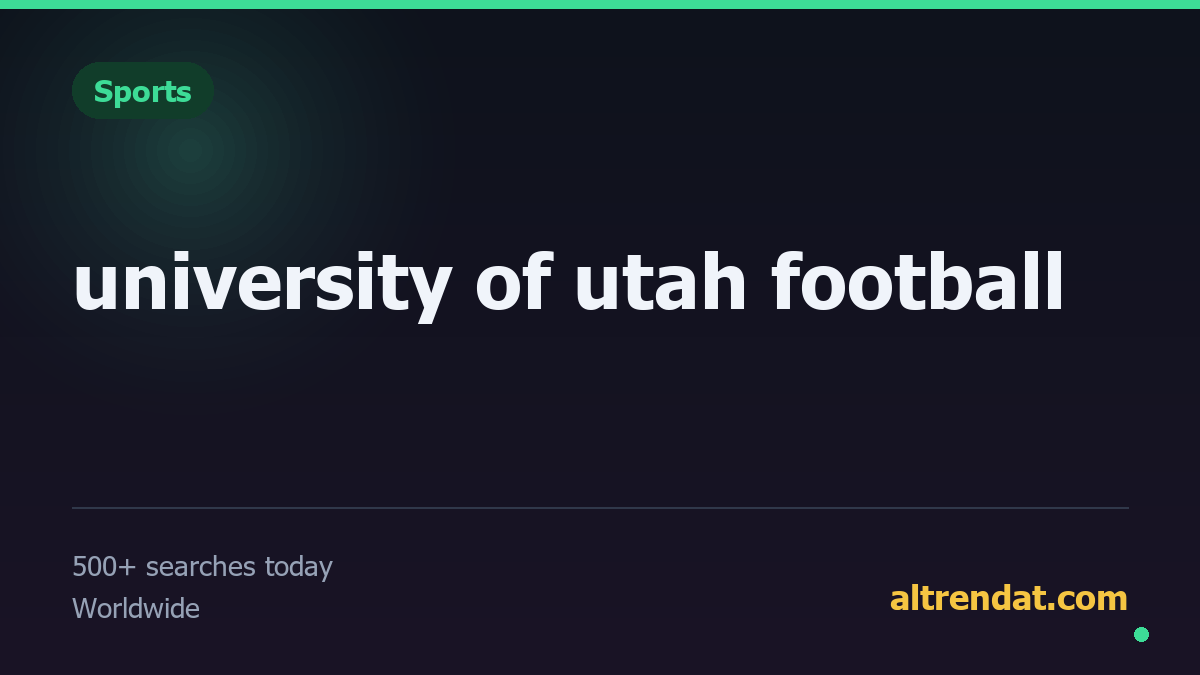 Sports
university of utah football
500+ searches today
Worldwide
altrendat.com